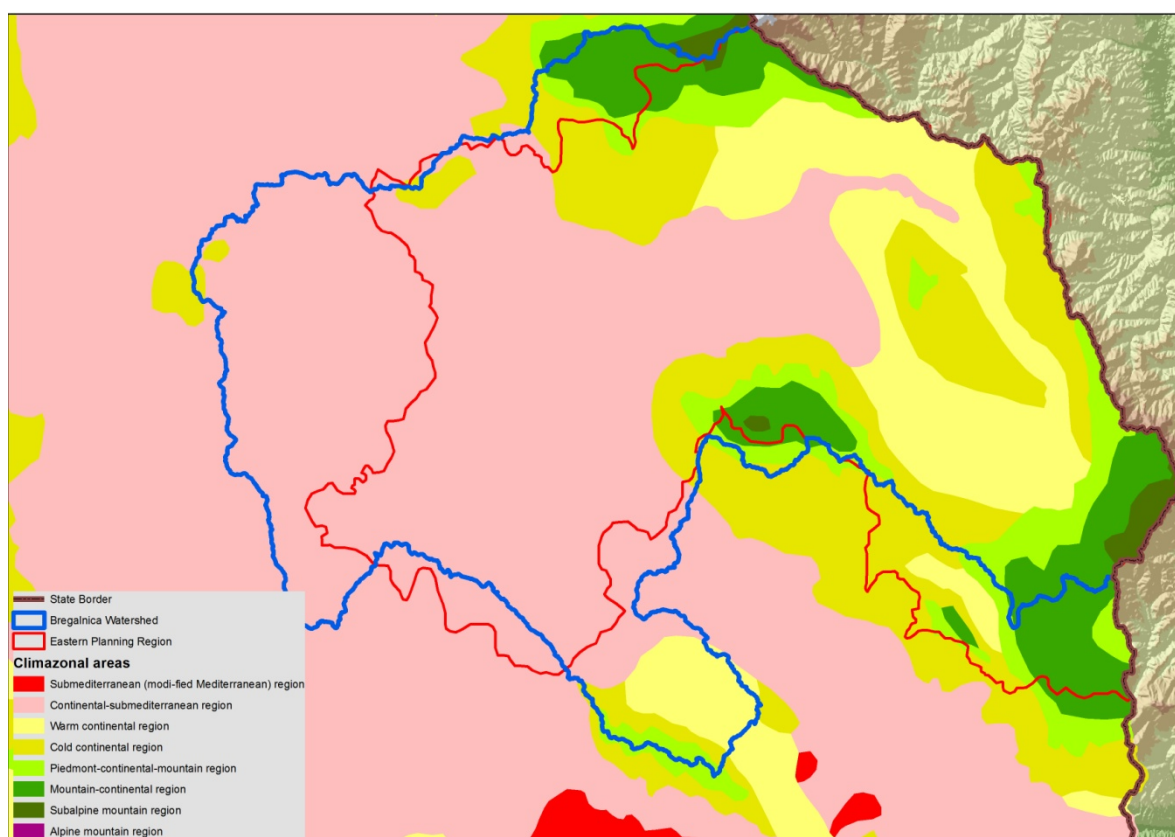 State Border
Bregalnica Watershed
Eastern Planning Region
Climazonal areas
Submediterranean (modi-fied Mediterranean) region
Continental-submediterranean region
Warm continental region
Cold continental region
Piedmont-continental-mountain region
Mountain-continental region
Subalpine mountain region
Alpine mountain region